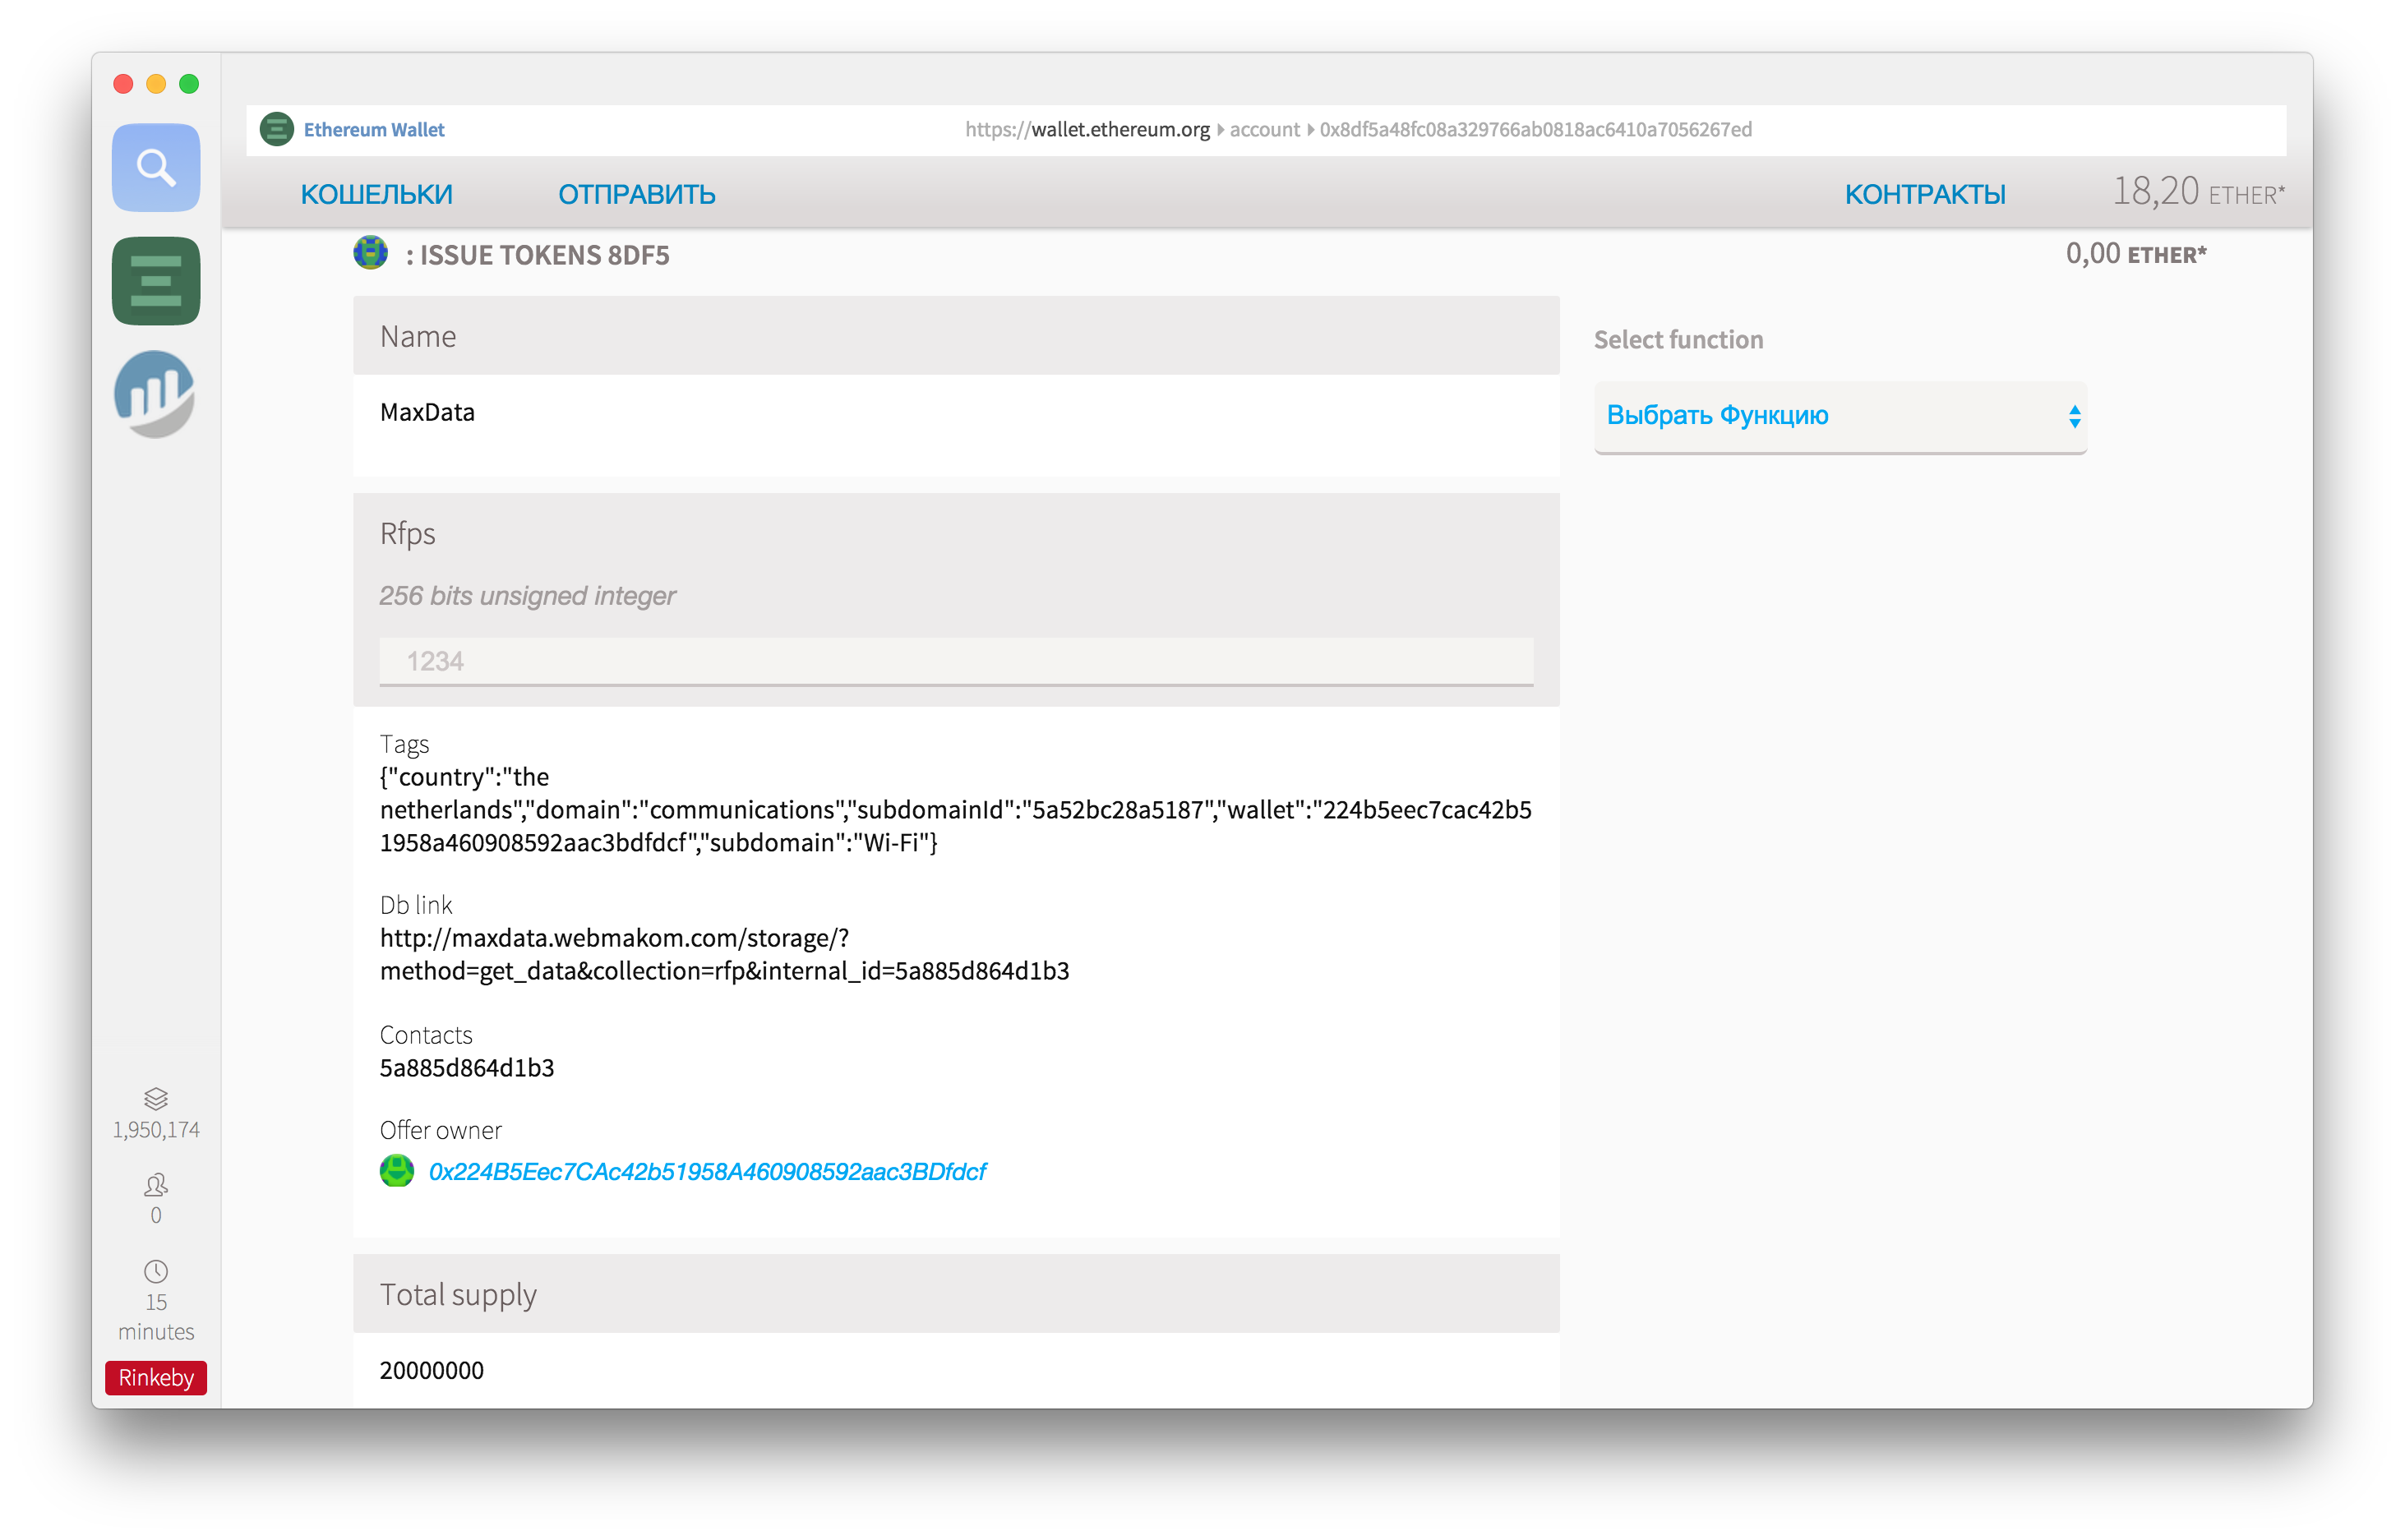 Ethereum Wallet
https://wallet.ethereum.org account 0x8df5a48fc08a329766ab0818ac6410a7056267ed
КОШЕЛЬКИ ОТПРАВИТЬ КОНТРАКТЫ 18,20 ETHER*
: ISSUE TOKENS 8DF5 0,00 ETHER*
Name
MaxData
Select function
Выбрать Функцию
Rfps
256 bits unsigned integer
1234
Tags
{"country":"the
netherlands","domain":"communications","subdomainId":"5a52bc28a5187","wallet":"224b5eec7cac42b5
1958a460908592aac3bdfdcf","subdomain":"Wi-Fi"}
Db link
http://maxdata.webmakom.com/storage/?
method=get_data&collection=rfp&internal_id=5a885d864d1b3
Contacts
5a885d864d1b3
Offer owner
0x224B5Eec7CAc42b51958A460908592aac3BDfdcf
Total supply
20000000
1,950,174
0
15
minutes
Rinkeby